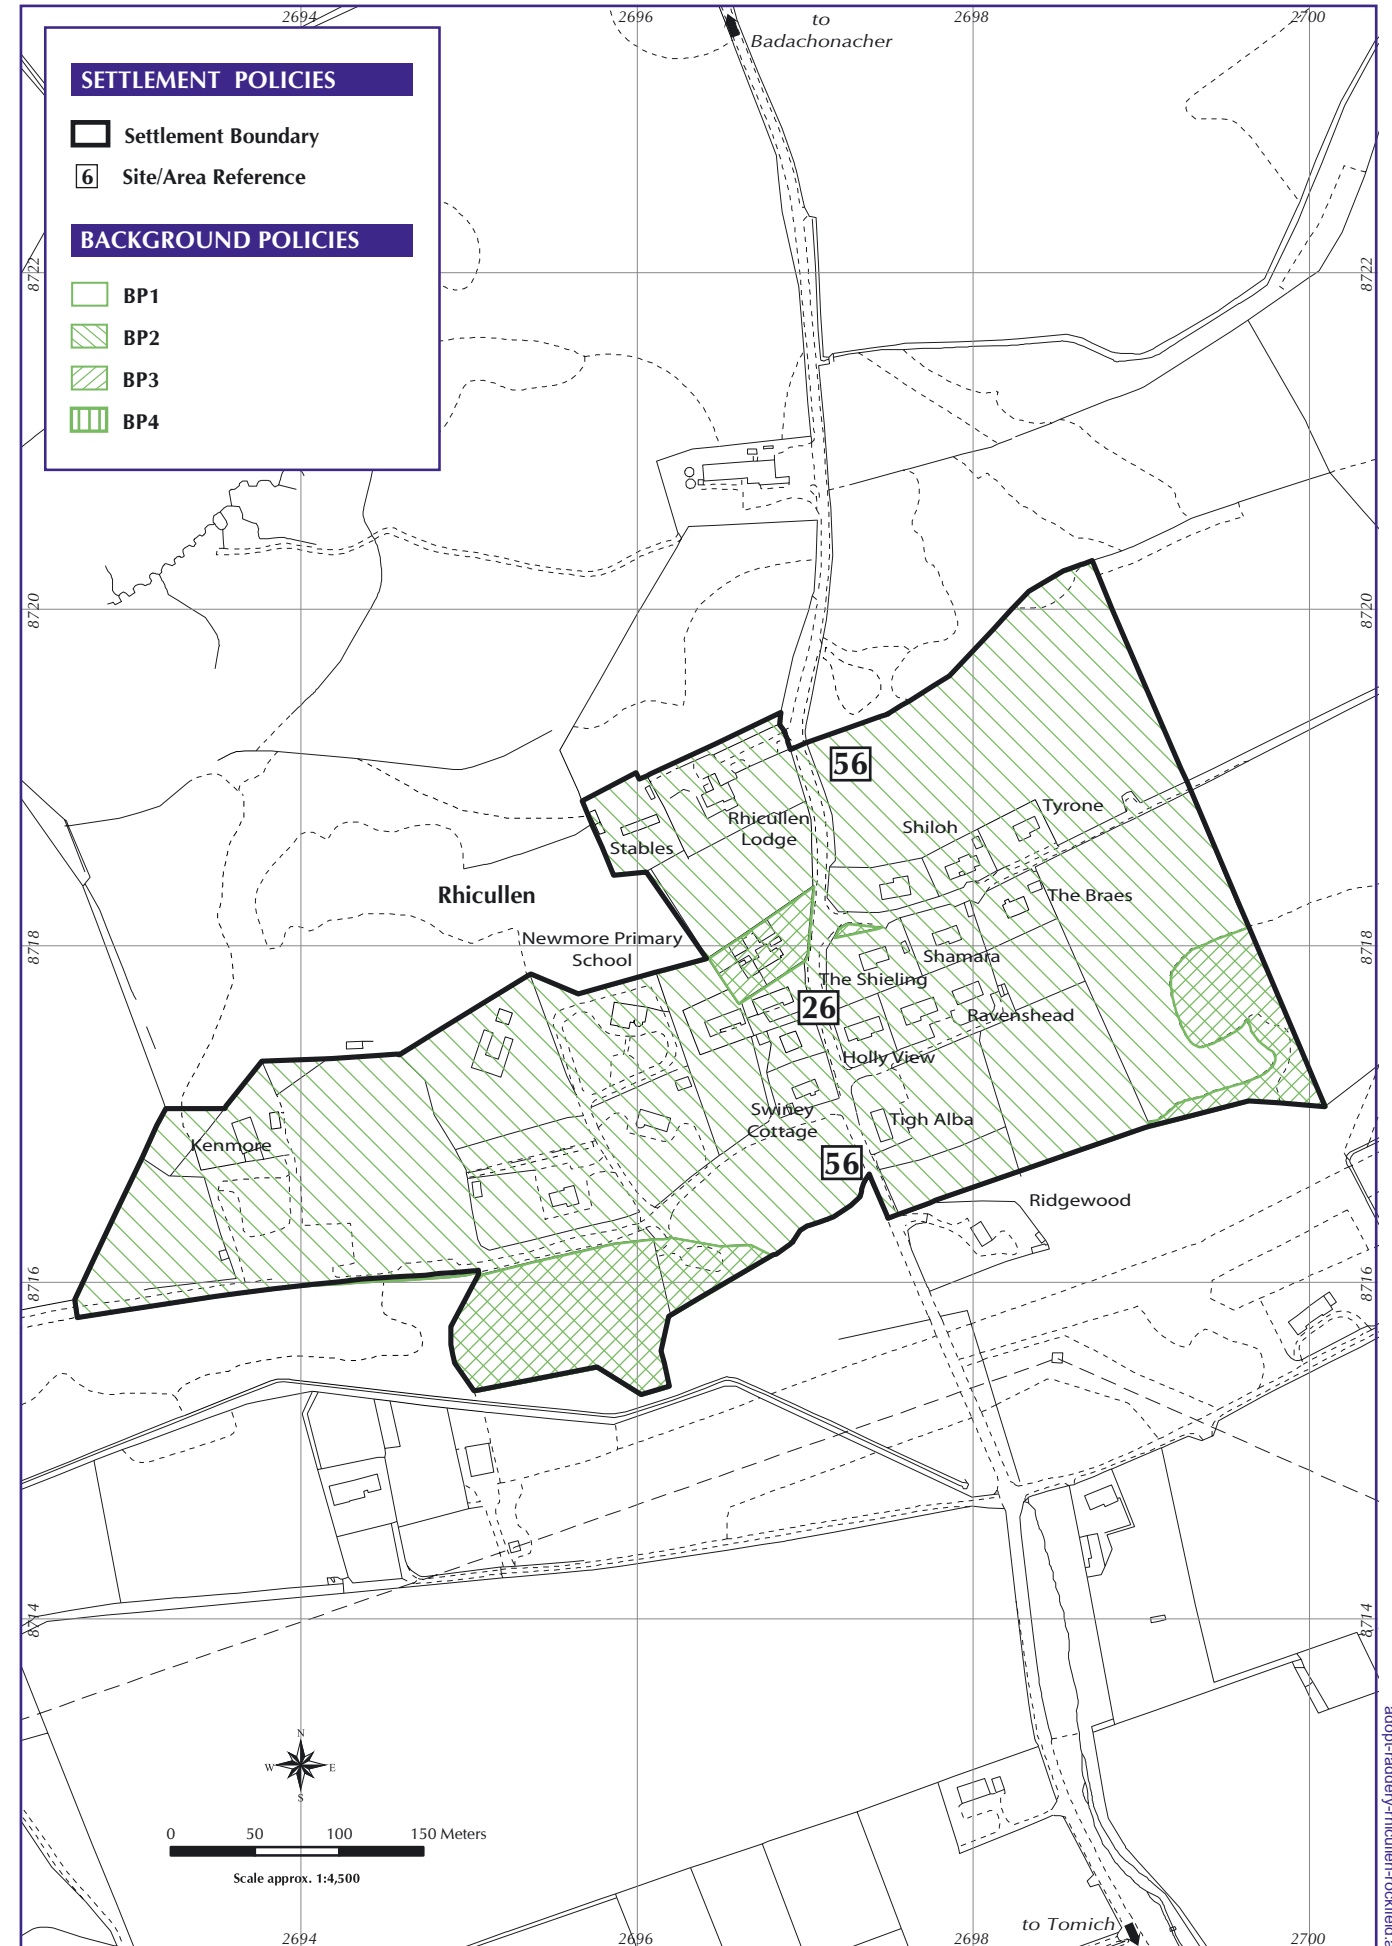 2694
2696
2698
2700
to
Badachonacher
SETTLEMENT POLICIES
Settlement Boundary
6 Site/Area Reference
BACKGROUND POLICIES
BP1
BP2
BP3
BP4
8722
8722
8720
8720
56
Tyrone
Shiloh
Rhicullen
Lodge
Stables
Rhicullen
The Braes
Newmore Primary
School
8718
8718
Shamara
The Shieling
26
Ravenshead
Holly View
Swiney
Cottage
Tigh Alba
Kenmore
56
Ridgewood
8716
8716
8714
8714
N
W E
S
0 50 100 150 Meters
Scale approx. 1:4,500
to Tomich
2694
2696
2698
2700